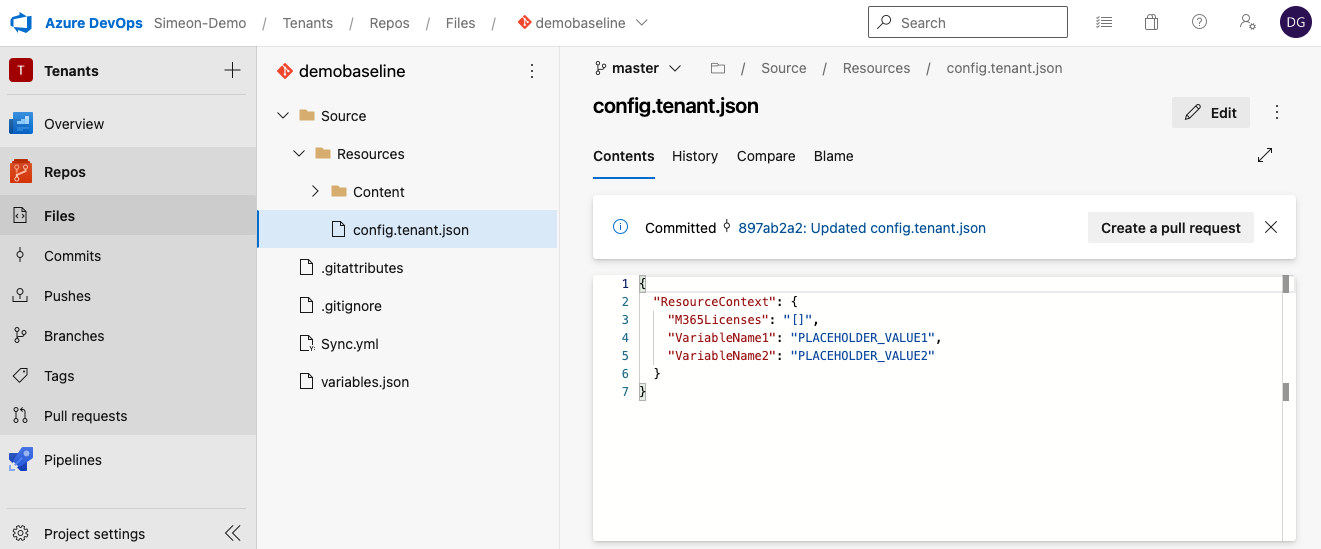 Azure DevOps Simeon-Demo / Tenants / Repos / Files / demobaseline
Search
DG
T Tenants
Overview
Repos
Files
Commits
Pushes
Branches
Tags
Pull requests
Pipelines
Project settings
demobaseline
Source
Resources
Content
config.tenant.json
.gitattributes
.gitignore
Sync.yml
variables.json
master / Source / Resources / config.tenant.json
config.tenant.json
Edit
Contents History Compare Blame
Committed 897ab2a2: Updated config.tenant.json
Create a pull request
1 {
2 "ResourceContext": {
3 "M365Licenses": "[]",
4 "VariableName1": "PLACEHOLDER_VALUE1",
5 "VariableName2": "PLACEHOLDER_VALUE2"
6 }
7 }